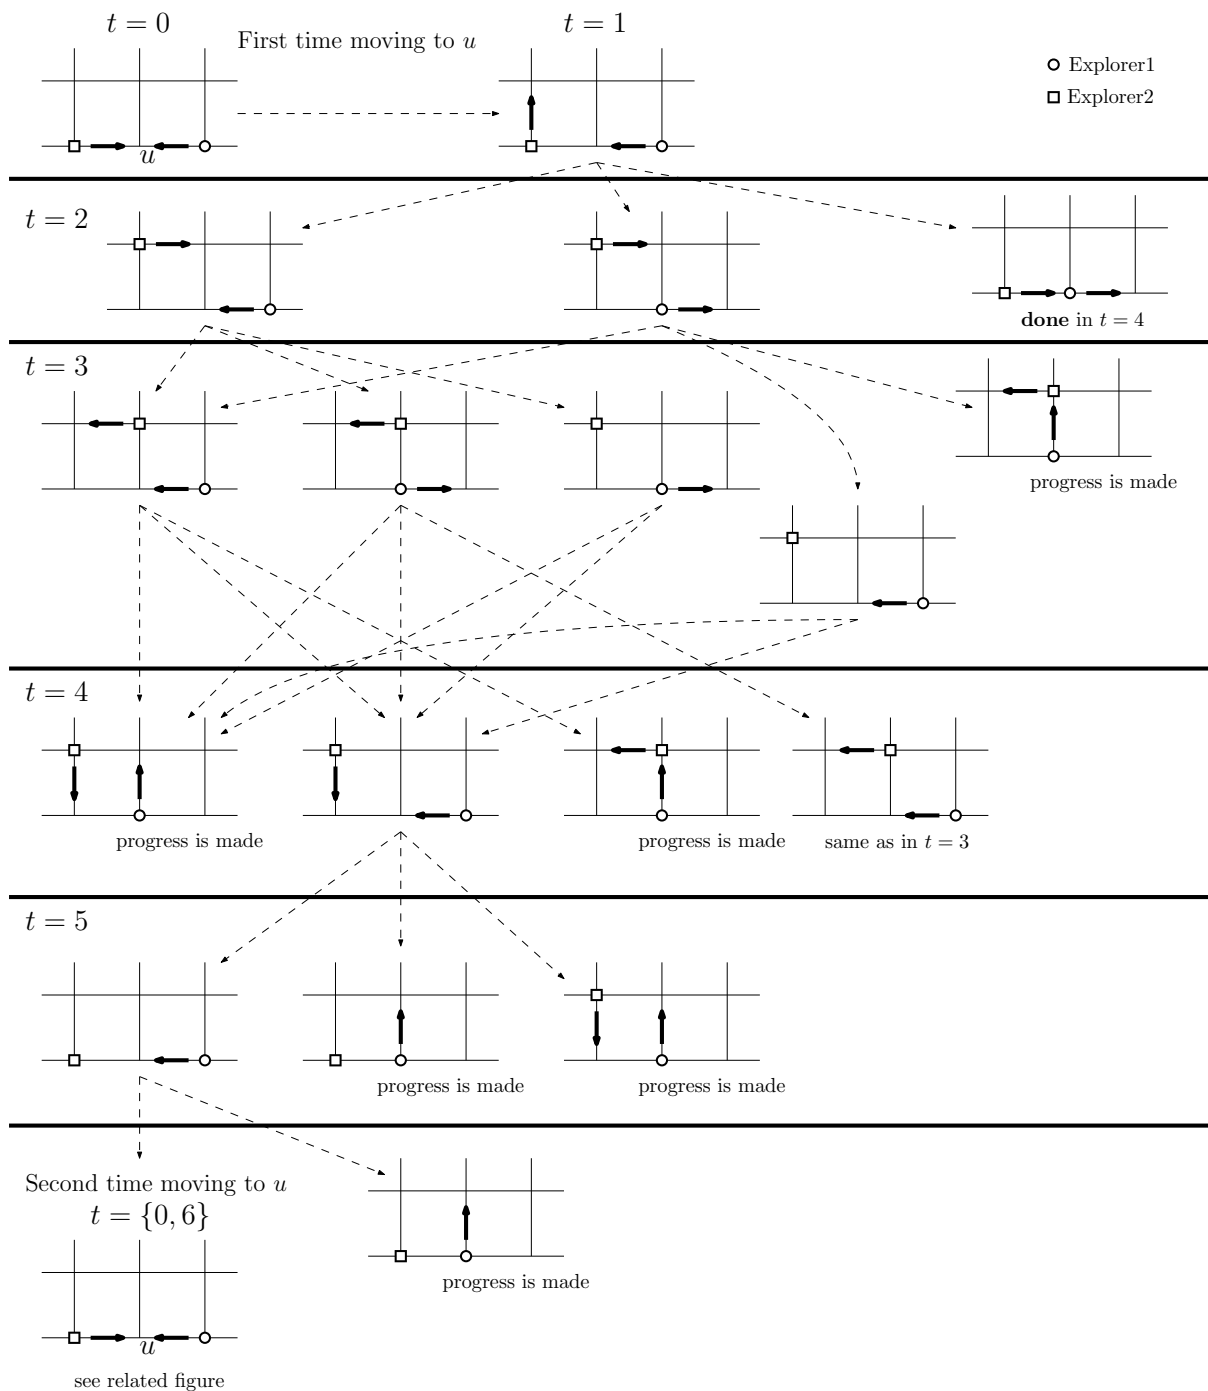 t = 0
First time moving to u
t = 1
Explorer1
Explorer2
u
t = 2
done in t = 4
t = 3
progress is made
t = 4
progress is made
progress is made
same as in t = 3
t = 5
progress is made
progress is made
Second time moving to u
t = {0, 6}
progress is made
u
see related figure